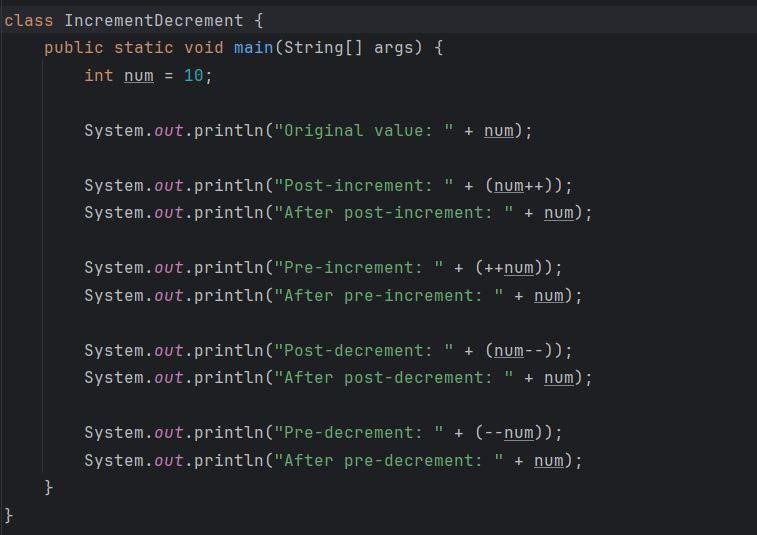 class IncrementDecrement {
    public static void main(String[] args) {
        int num = 10;

        System.out.println("Original value: " + num);

        System.out.println("Post-increment: " + (num++));
        System.out.println("After post-increment: " + num);

        System.out.println("Pre-increment: " + (++num));
        System.out.println("After pre-increment: " + num);

        System.out.println("Post-decrement: " + (num--));
        System.out.println("After post-decrement: " + num);

        System.out.println("Pre-decrement: " + (--num));
        System.out.println("After pre-decrement: " + num);
    }
}